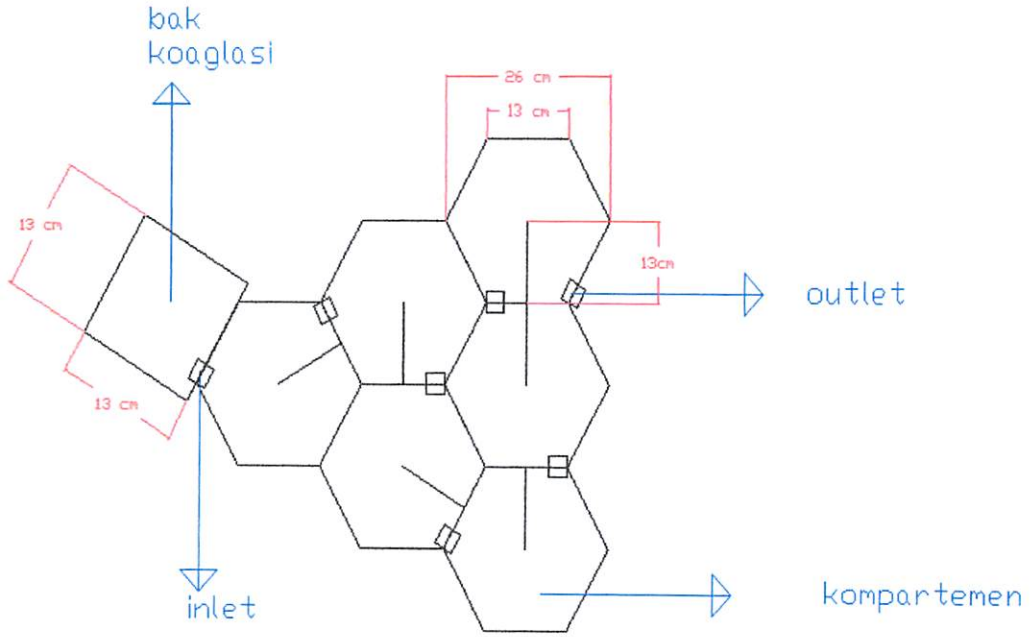 bak
koaglasi
26 cm
13 cm
13 cm
13cm
outlet
13 cm
inlet
kompartemen